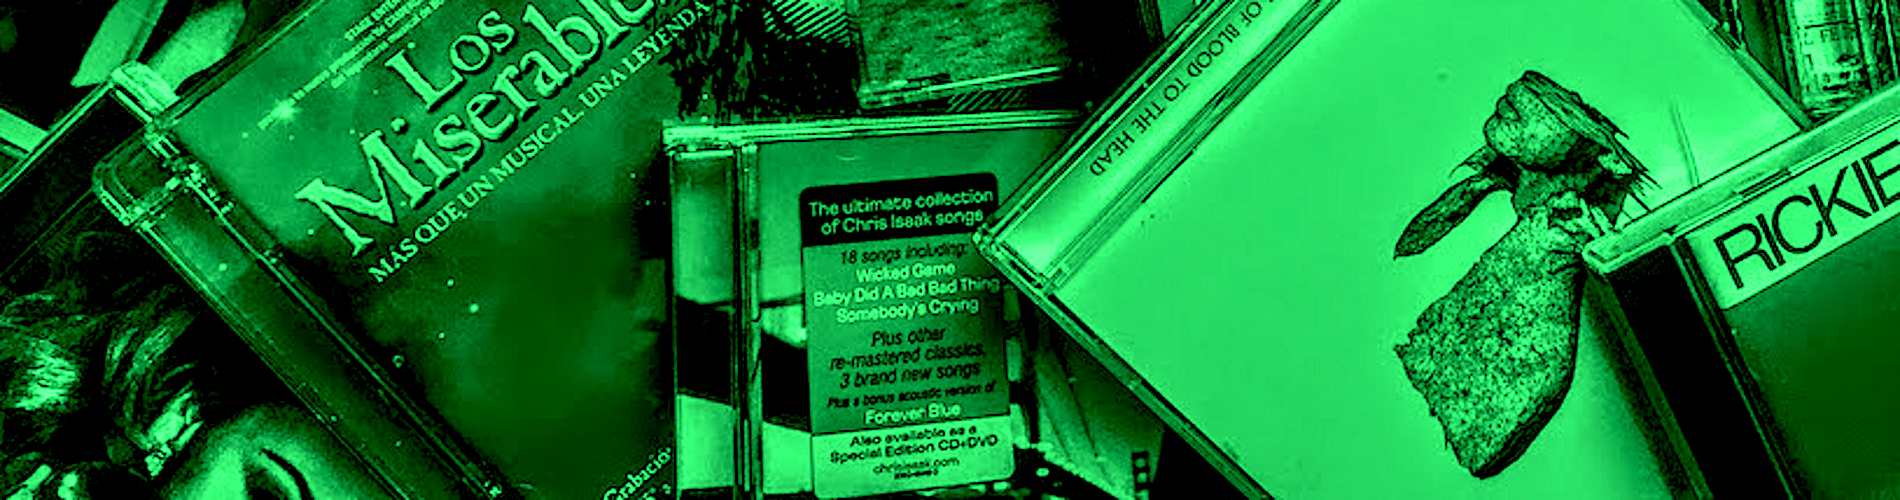 Los
Miserables
MÁS QUE UN MUSICAL, UNA LEYENDA
Grabación
The ultimate collection
of Chris Isaak songs
18 songs including:
Wicked Game
Baby Did A Bad Bad Thing
Somebody's Crying
Plus other
re-mastered classics,
3 brand new songs
Plus a bonus acoustic version of
Forever Blue
Also available as a
Special Edition CD+DVD
chrisisaak.com
OF BLOOD TO THE HEAD
RICKIE